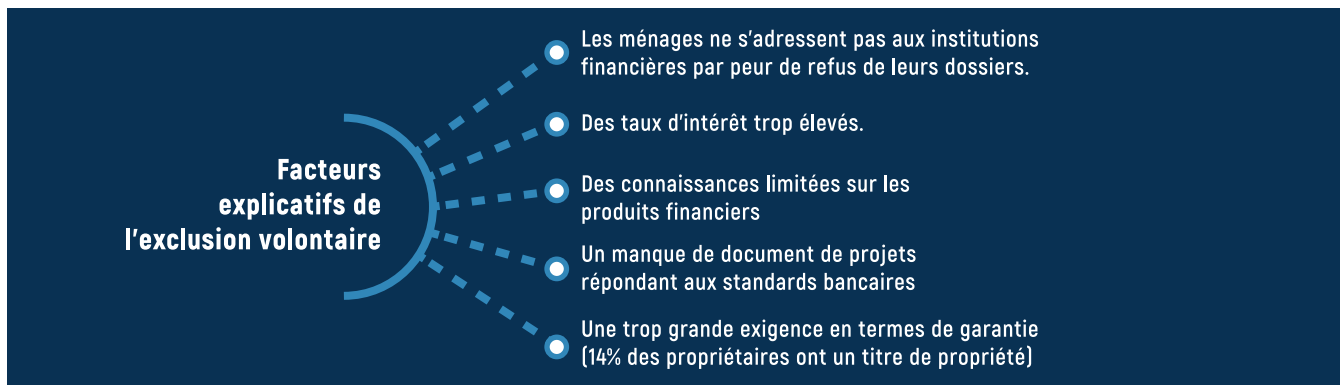 Facteurs
explicatifs de
l'exclusion volontaire
Les ménages ne s'adressent pas aux institutions
financières par peur de refus de leurs dossiers.
Des taux d'intérêt trop élevés.
Des connaissances limitées sur les
produits financiers
Un manque de document de projets
répondant aux standards bancaires
Une trop grande exigence en termes de garantie
(14% des propriétaires ont un titre de propriété)